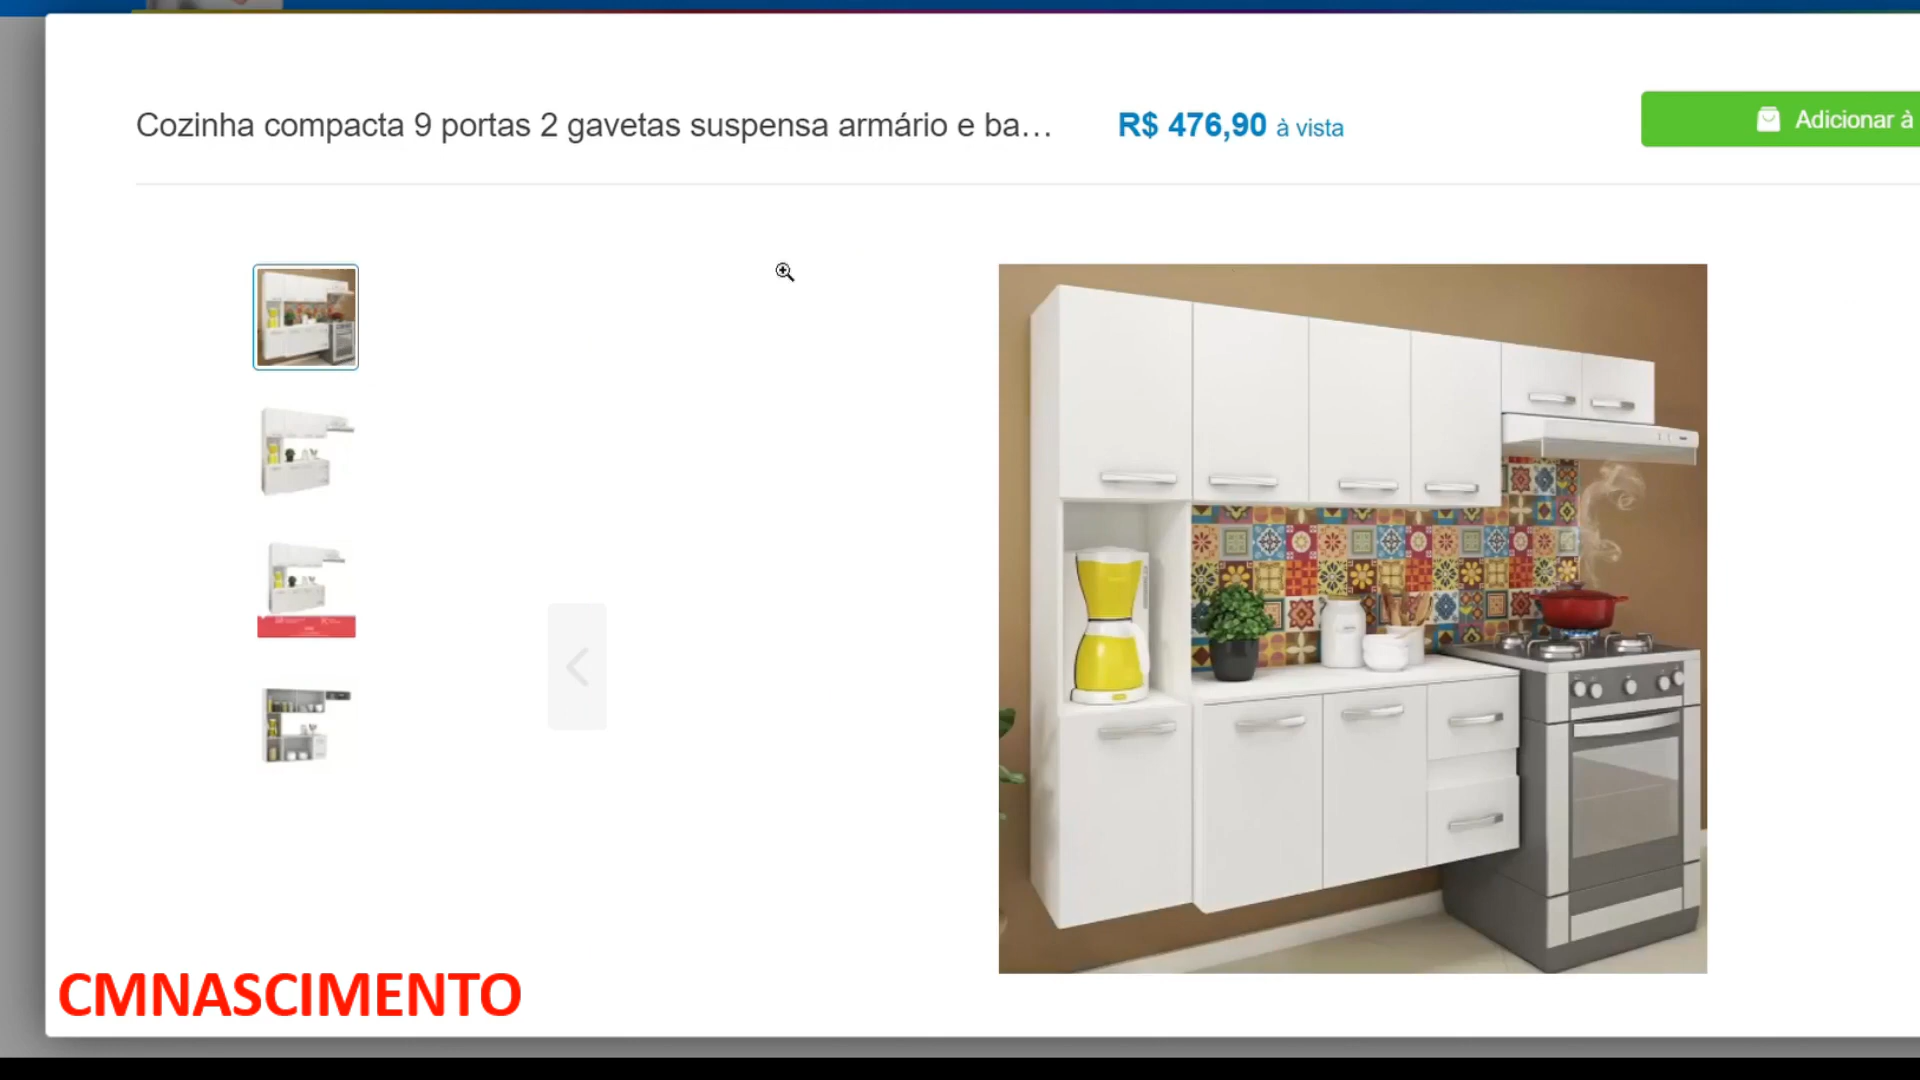 Cozinha compacta 9 portas 2 gavetas suspensa armário e ba...
R$ 476,90 à vista
Adicionar à
CMNASCIMENTO